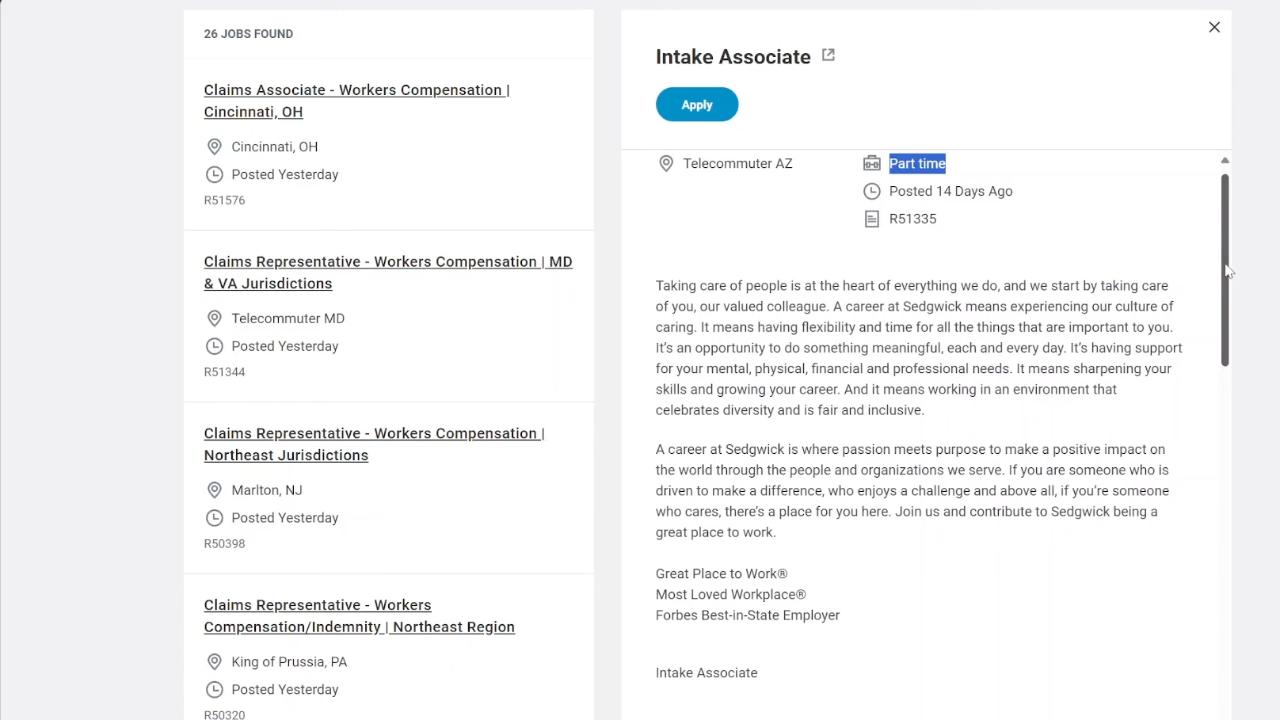 26 JOBS FOUND
Claims Associate - Workers Compensation |
Cincinnati, OH
Cincinnati, OH
Posted Yesterday
R51576
Claims Representative - Workers Compensation | MD
& VA Jurisdictions
Telecommuter MD
Posted Yesterday
R51344
Claims Representative - Workers Compensation |
Northeast Jurisdictions
Marlton, NJ
Posted Yesterday
R50398
Claims Representative - Workers
Compensation/Indemnity | Northeast Region
King of Prussia, PA
Posted Yesterday
R50320
Intake Associate
Apply
Telecommuter AZ
Part time
Posted 14 Days Ago
R51335
Taking care of people is at the heart of everything we do, and we start by taking care
of you, our valued colleague. A career at Sedgwick means experiencing our culture of
caring. It means having flexibility and time for all the things that are important to you.
It's an opportunity to do something meaningful, each and every day. It's having support
for your mental, physical, financial and professional needs. It means sharpening your
skills and growing your career. And it means working in an environment that
celebrates diversity and is fair and inclusive.
A career at Sedgwick is where passion meets purpose to make a positive impact on
the world through the people and organizations we serve. If you are someone who is
driven to make a difference, who enjoys a challenge and above all, if you're someone
who cares, there's a place for you here. Join us and contribute to Sedgwick being a
great place to work.
Great Place to Work®
Most Loved Workplace®
Forbes Best-in-State Employer
Intake Associate